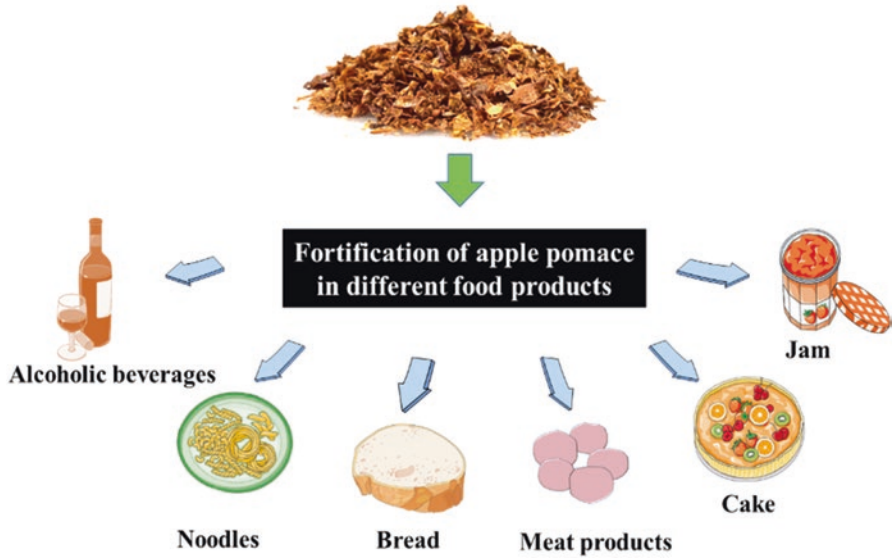 Fortification of apple pomace
in different food products
Alcoholic beverages
Jam
Noodles
Bread
Meat products
Cake